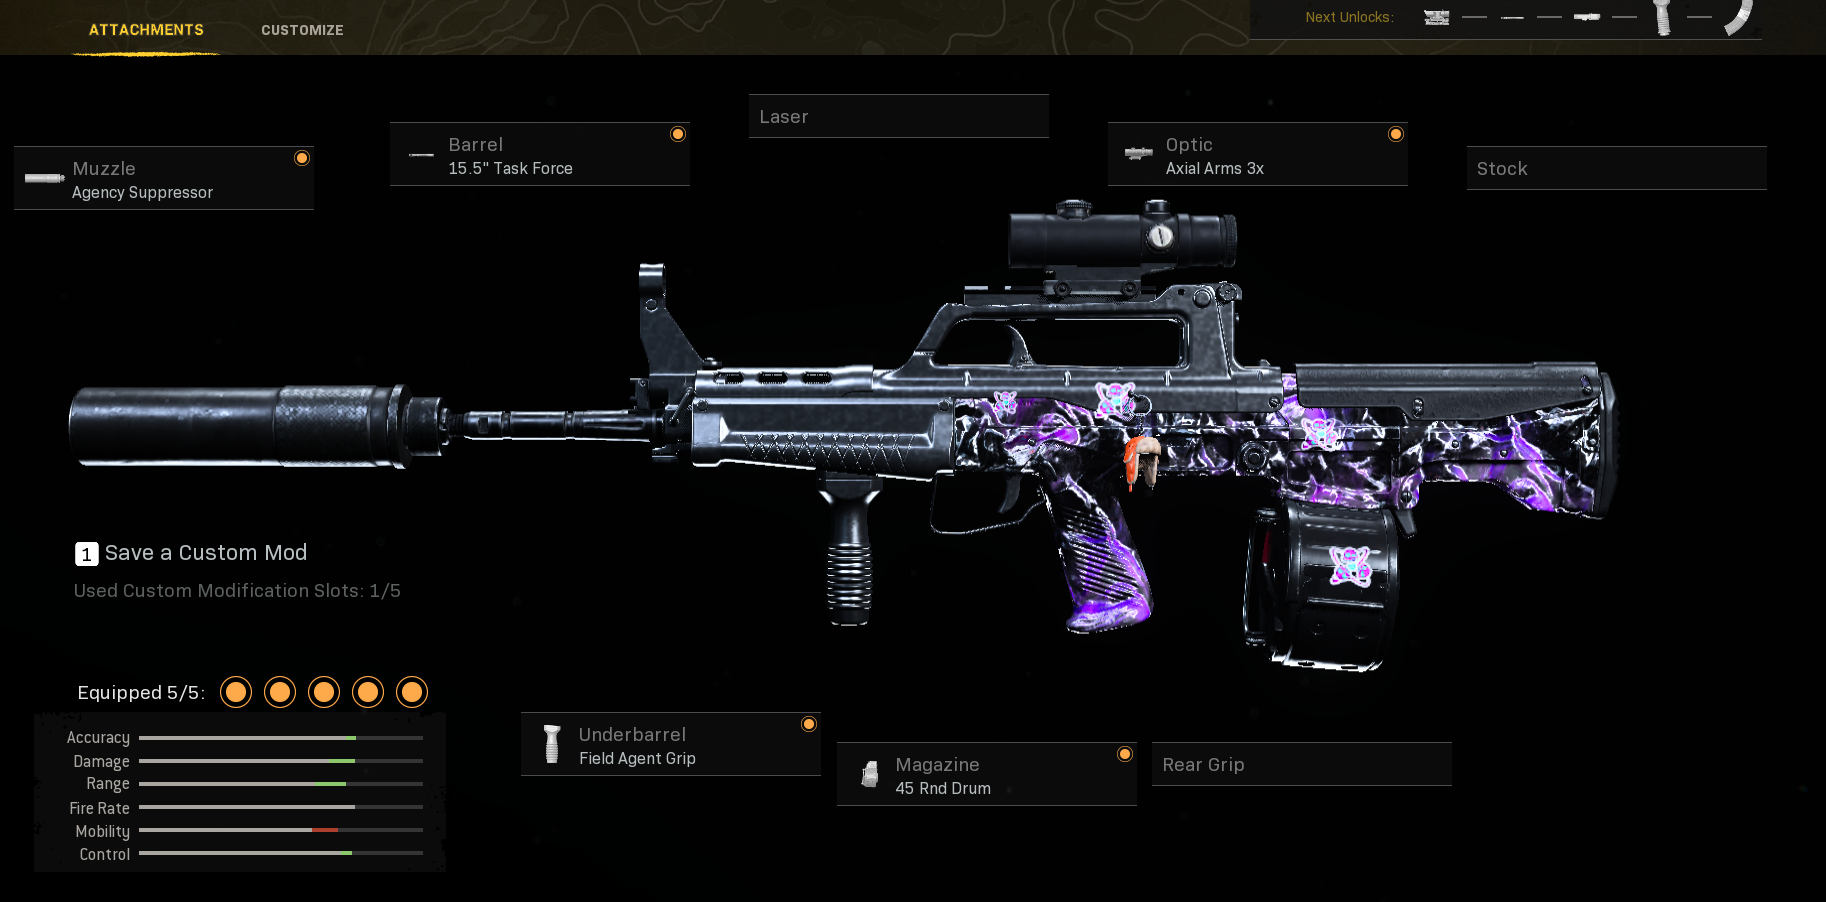 ATTACHMENTS
CUSTOMIZE
Next Unlocks:
Laser
Barrel
15.5" Task Force
Optic
Axial Arms 3x
Muzzle
Agency Suppressor
Stock
1 Save a Custom Mod
Used Custom Modification Slots: 1/5
Equipped 5/5:
Accuracy
Damage
Range
Fire Rate
Mobility
Control
Underbarrel
Field Agent Grip
Magazine
45 Rnd Drum
Rear Grip